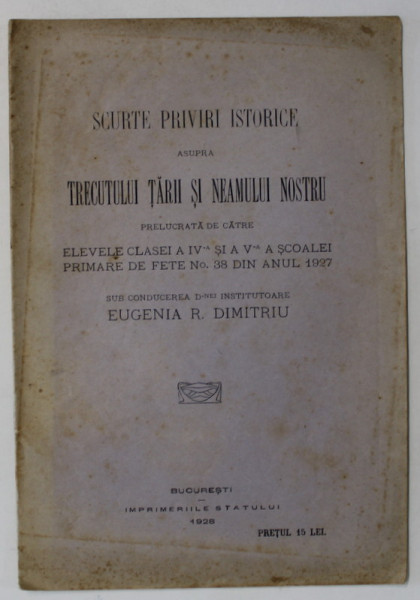 SCURTE PRIVIRI ISTORICE
ASUPRA
TRECUTULUI ȚĂRII ȘI NEAMULUI NOSTRU
PRELUCRATĂ DE CĂTRE
ELEVELE CLASEI A IV-A ȘI A V-A A ȘCOALEI
PRIMARE DE FETE No. 38 DIN ANUL 1927
SUB CONDUCEREA D-NEI INSTITUTOARE
EUGENIA R. DIMITRIU
BUCUREȘTI
IMPRIMERIILE STATULUI
1928
PREȚUL 15 LEI.